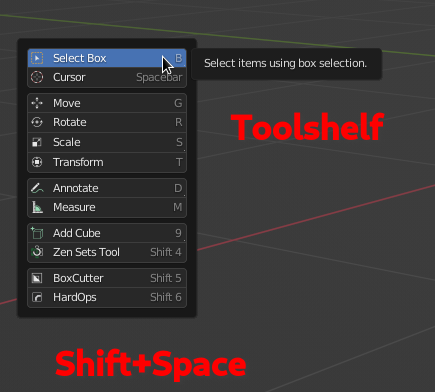 Select Box B
Select items using box selection.
Cursor Spacebar
Move G
Rotate R
Scale S
Transform T
Annotate D
Measure M
Add Cube 9
Zen Sets Tool Shift 4
BoxCutter Shift 5
HardOps Shift 6
Toolshelf
Shift+Space